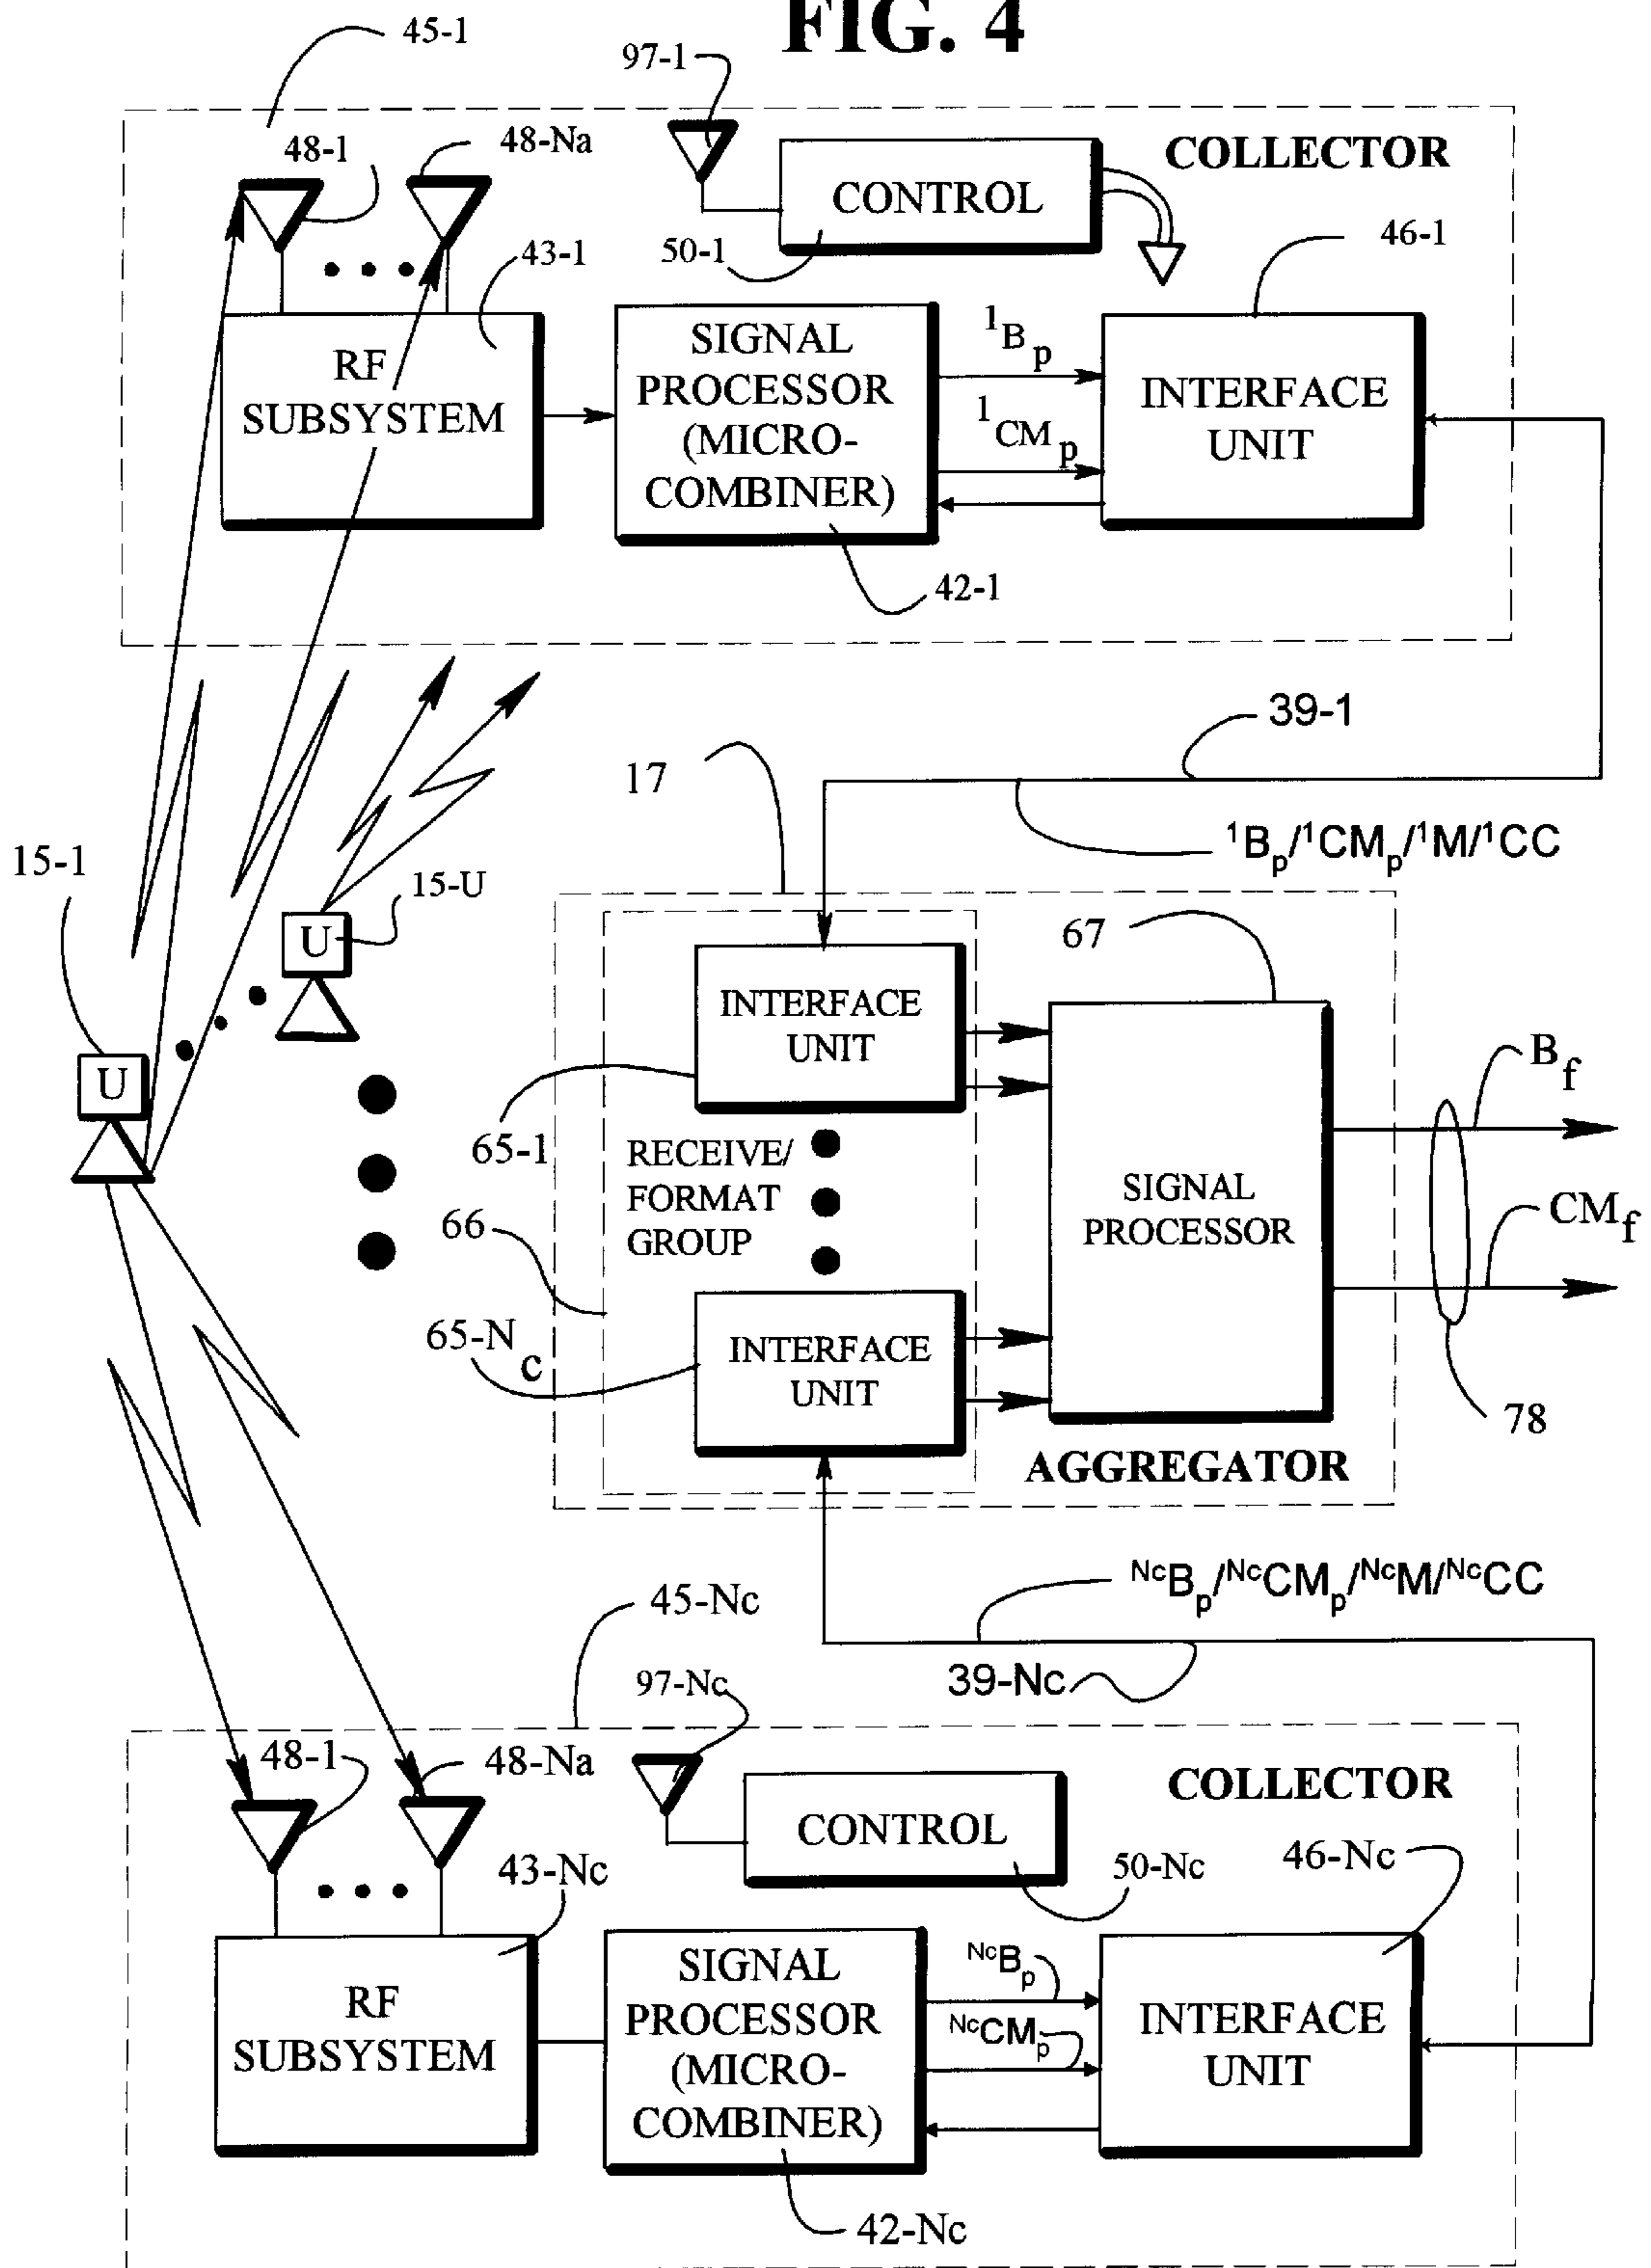 FIG. 4
45-1
97-1
48-1
48-Na
COLLECTOR
CONTROL
50-1
43-1
46-1
RF
SUBSYSTEM
SIGNAL
PROCESSOR
(MICRO-
COMBINER)
1Bp
1CMp
INTERFACE
UNIT
42-1
39-1
17
1Bp/1CMp/1M/1CC
15-1
15-U
U
U
67
INTERFACE
UNIT
65-1
RECEIVE/
FORMAT
GROUP
66
SIGNAL
PROCESSOR
Bf
CMf
65-Nc
INTERFACE
UNIT
78
AGGREGATOR
NcBp/NcCMp/NcM/NcCC
45-Nc
39-Nc
97-Nc
48-1
48-Na
COLLECTOR
CONTROL
43-Nc
50-Nc
46-Nc
RF
SUBSYSTEM
SIGNAL
PROCESSOR
(MICRO-
COMBINER)
NcBp
NcCMp
INTERFACE
UNIT
42-Nc